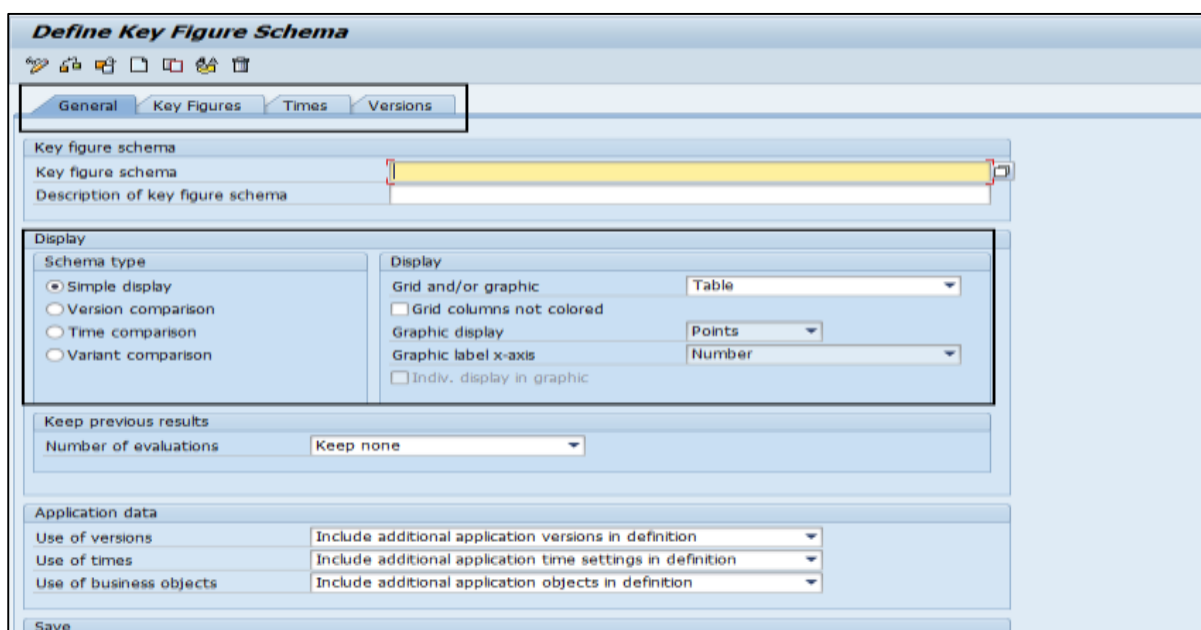 Define Key Figure Schema
General Key Figures Times Versions
Key figure schema
Key figure schema
Description of key figure schema
Display
Schema type
Simple display
Version comparison
Time comparison
Variant comparison
Display
Grid and/or graphic Table
Grid columns not colored
Graphic display Points
Graphic label x-axis Number
Indiv. display in graphic
Keep previous results
Number of evaluations Keep none
Application data
Use of versions Include additional application versions in definition
Use of times Include additional application time settings in definition
Use of business objects Include additional application objects in definition
Save